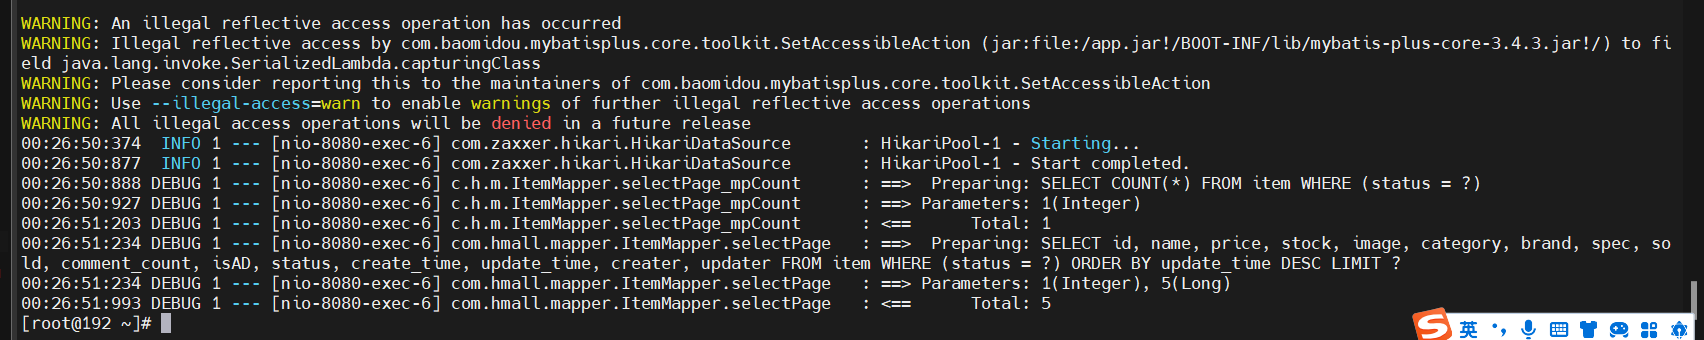 WARNING: An illegal reflective access operation has occurred
WARNING: Illegal reflective access by com.baomidou.mybatisplus.core.toolkit.SetAccessibleAction (jar:file:/app.jar!/BOOT-INF/lib/mybatis-plus-core-3.4.3.jar!/) to fi
eld java.lang.invoke.SerializedLambda.capturingClass
WARNING: Please consider reporting this to the maintainers of com.baomidou.mybatisplus.core.toolkit.SetAccessibleAction
WARNING: Use --illegal-access=warn to enable warnings of further illegal reflective access operations
WARNING: All illegal access operations will be denied in a future release
00:26:50:374  INFO 1 --- [nio-8080-exec-6] com.zaxxer.hikari.HikariDataSource       : HikariPool-1 - Starting...
00:26:50:877  INFO 1 --- [nio-8080-exec-6] com.zaxxer.hikari.HikariDataSource       : HikariPool-1 - Start completed.
00:26:50:888 DEBUG 1 --- [nio-8080-exec-6] c.h.m.ItemMapper.selectPage_mpCount      : ==>  Preparing: SELECT COUNT(*) FROM item WHERE (status = ?)
00:26:50:927 DEBUG 1 --- [nio-8080-exec-6] c.h.m.ItemMapper.selectPage_mpCount      : ==> Parameters: 1(Integer)
00:26:51:203 DEBUG 1 --- [nio-8080-exec-6] c.h.m.ItemMapper.selectPage_mpCount      : <==      Total: 1
00:26:51:234 DEBUG 1 --- [nio-8080-exec-6] com.hmall.mapper.ItemMapper.selectPage   : ==>  Preparing: SELECT id, name, price, stock, image, category, brand, spec, so
ld, comment_count, isAD, status, create_time, update_time, creater, updater FROM item WHERE (status = ?) ORDER BY update_time DESC LIMIT ?
00:26:51:234 DEBUG 1 --- [nio-8080-exec-6] com.hmall.mapper.ItemMapper.selectPage   : ==> Parameters: 1(Integer), 5(Long)
00:26:51:993 DEBUG 1 --- [nio-8080-exec-6] com.hmall.mapper.ItemMapper.selectPage   : <==      Total: 5
[root@192 ~]#
S 英